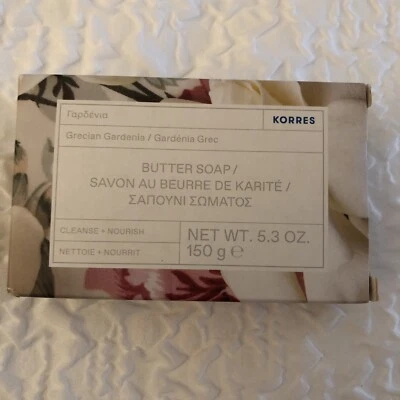 Γαρδένια
KORRES
Grecian Gardenia / Gardénia Grec
BUTTER SOAP /
SAVON AU BEURRE DE KARITÉ /
ΣΑΠΟΥΝΙ ΣΩΜΑΤΟΣ
CLEANSE + NOURISH
NETTOIE + NOURRIT
NET WT. 5.3 OZ.
150 g ℮